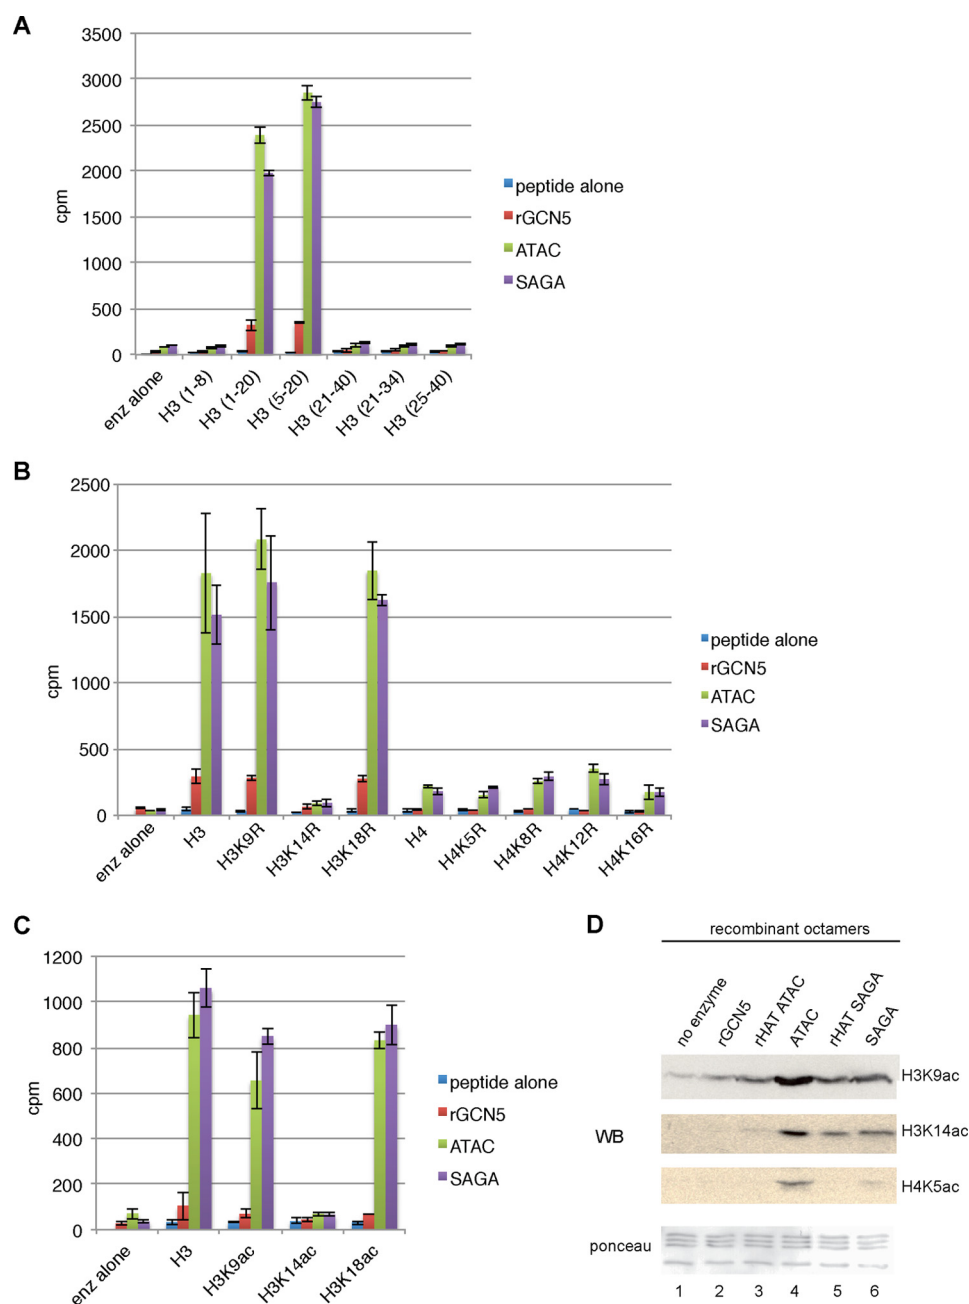 A
3500
3000
2500
2000
1500
1000
500
0
cpm
enz alone
H3 (1-8)
H3 (1-20)
H3 (5-20)
H3 (21-40)
H3 (21-34)
H3 (25-40)
peptide alone
rGCN5
ATAC
SAGA
B
2500
2000
1500
1000
500
0
cpm
enz alone
H3
H3K9R
H3K14R
H3K18R
H4
H4K5R
H4K8R
H4K12R
H4K16R
peptide alone
rGCN5
ATAC
SAGA
C
1200
1000
800
600
400
200
0
cpm
enz alone
H3
H3K9ac
H3K14ac
H3K18ac
peptide alone
rGCN5
ATAC
SAGA
D
recombinant octamers
no enzyme
rGCN5
rHAT ATAC
ATAC
rHAT SAGA
SAGA
H3K9ac
WB
H3K14ac
H4K5ac
ponceau
1 2 3 4 5 6